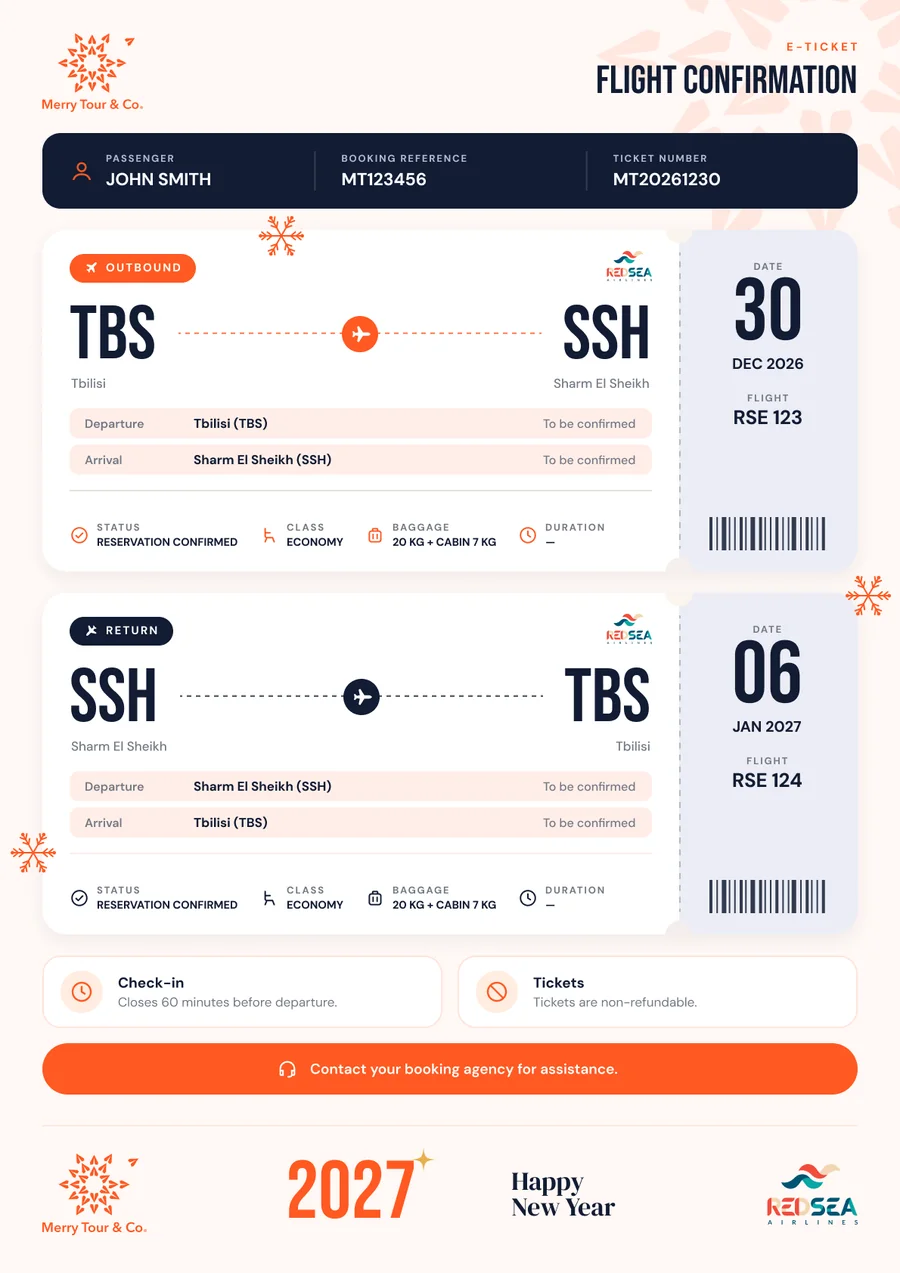 Merry Tour & Co.
E-TICKET
FLIGHT CONFIRMATION
PASSENGER
JOHN SMITH
BOOKING REFERENCE
MT123456
TICKET NUMBER
MT20261230
OUTBOUND
REDSEA
AIRLINES
TBS
SSH
Tbilisi
Sharm El Sheikh
Departure Tbilisi (TBS) To be confirmed
Arrival Sharm El Sheikh (SSH) To be confirmed
STATUS
RESERVATION CONFIRMED
CLASS
ECONOMY
BAGGAGE
20 KG + CABIN 7 KG
DURATION
—
DATE
30
DEC 2026
FLIGHT
RSE 123
RETURN
REDSEA
AIRLINES
SSH
TBS
Sharm El Sheikh
Tbilisi
Departure Sharm El Sheikh (SSH) To be confirmed
Arrival Tbilisi (TBS) To be confirmed
STATUS
RESERVATION CONFIRMED
CLASS
ECONOMY
BAGGAGE
20 KG + CABIN 7 KG
DURATION
—
DATE
06
JAN 2027
FLIGHT
RSE 124
Check-in
Closes 60 minutes before departure.
Tickets
Tickets are non-refundable.
Contact your booking agency for assistance.
Merry Tour & Co.
2027
Happy
New Year
REDSEA
AIRLINES